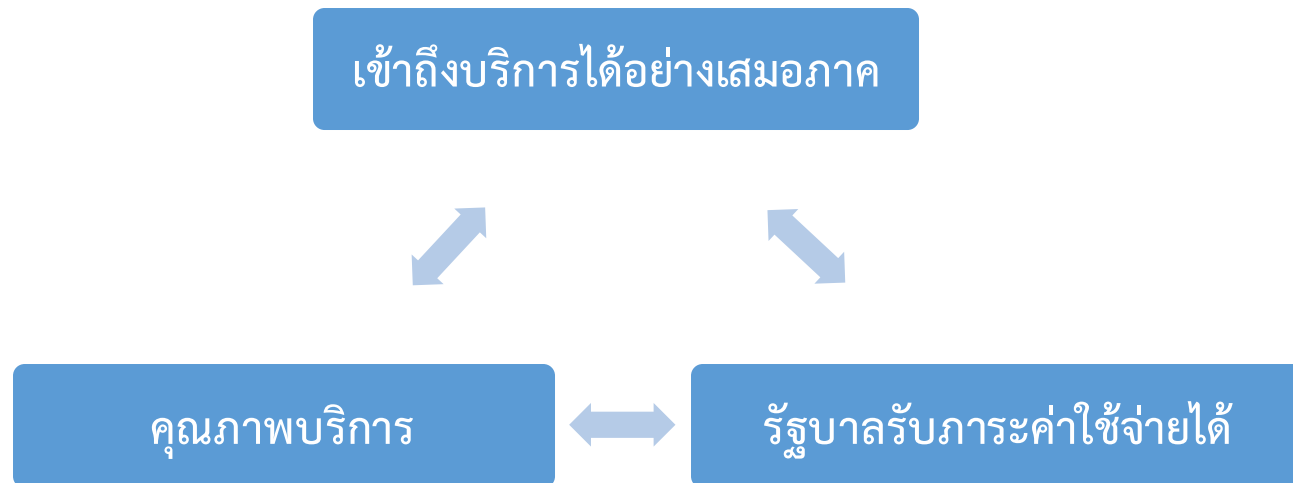 เข้าถึงบริการได้อย่างเสมอภาค
คุณภาพบริการ
รัฐบาลรับภาระค่าใช้จ่ายได้